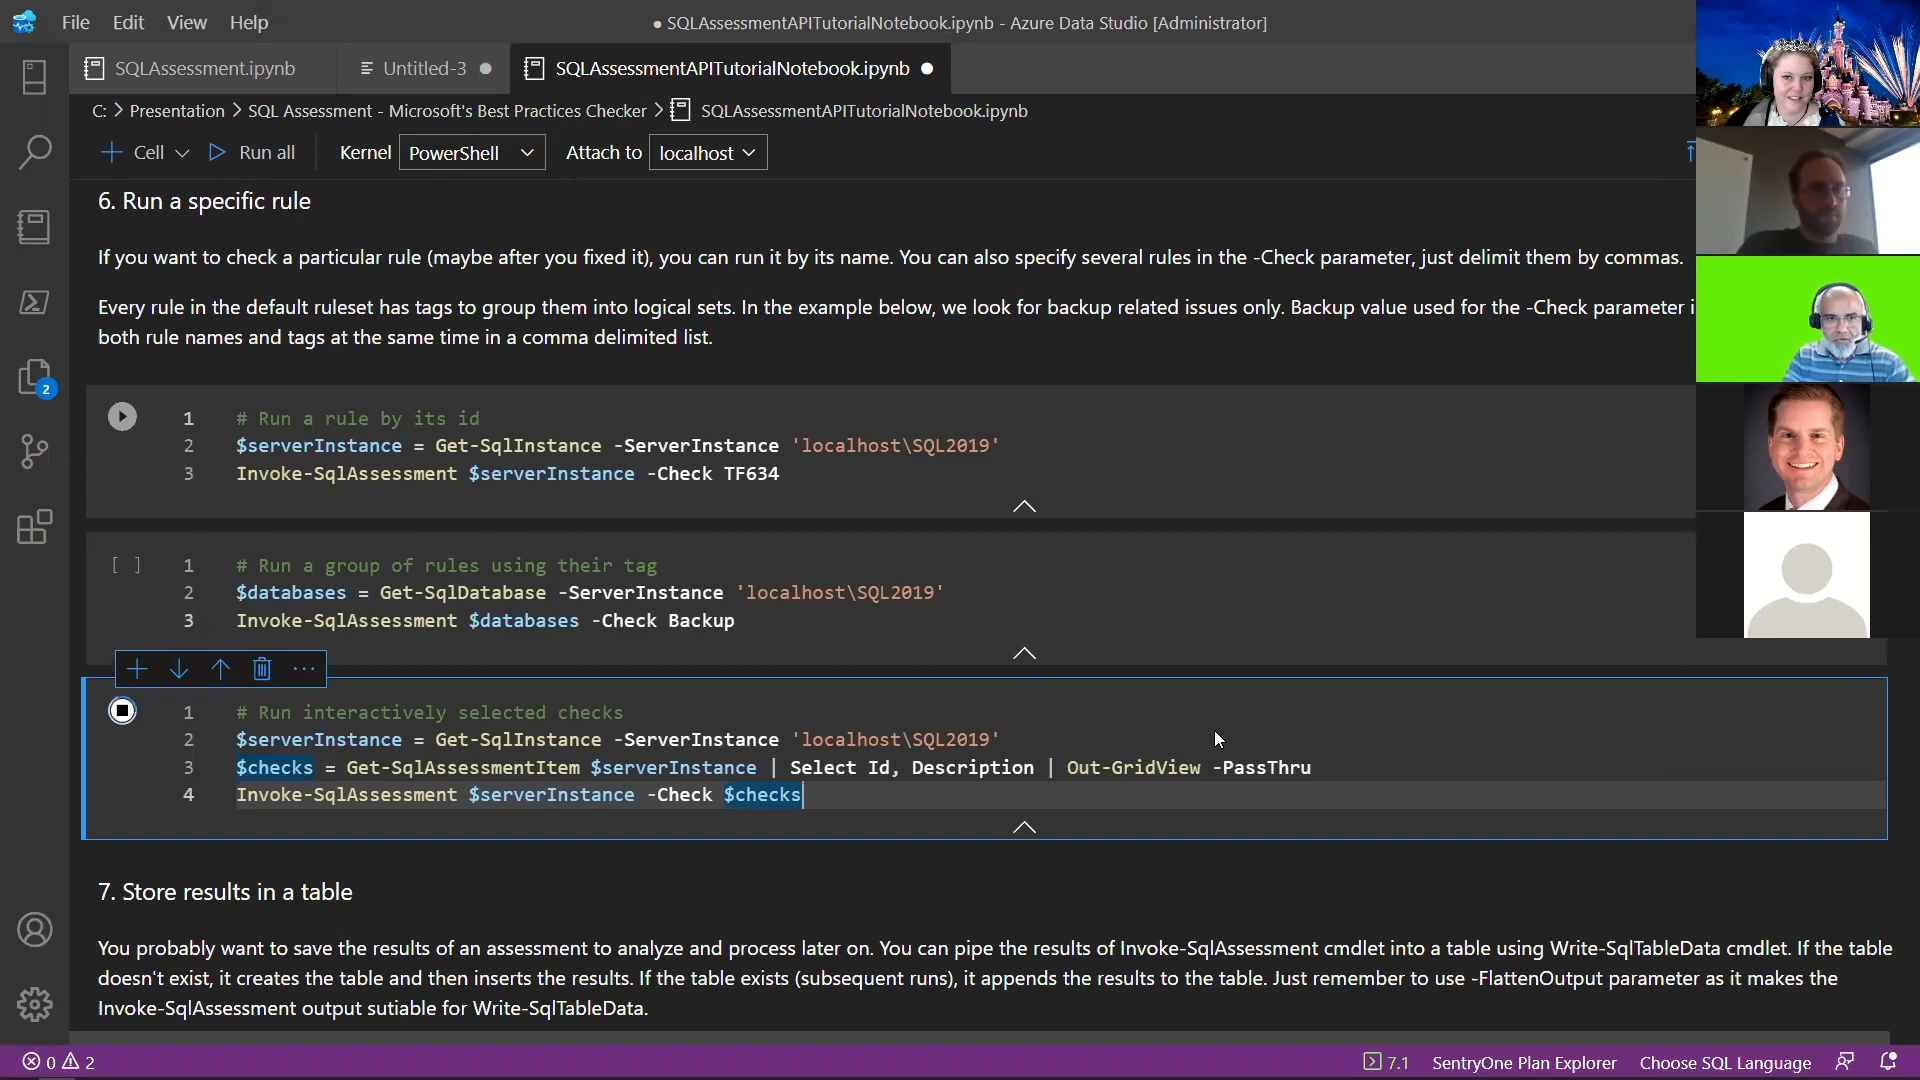 File Edit View Help
● SQLAssessmentAPITutorialNotebook.ipynb - Azure Data Studio [Administrator]
SQLAssessment.ipynb Untitled-3 SQLAssessmentAPITutorialNotebook.ipynb
C: > Presentation > SQL Assessment - Microsoft's Best Practices Checker > SQLAssessmentAPITutorialNotebook.ipynb
+ Cell Run all Kernel PowerShell Attach to localhost
6. Run a specific rule
If you want to check a particular rule (maybe after you fixed it), you can run it by its name. You can also specify several rules in the -Check parameter, just delimit them by commas.
Every rule in the default ruleset has tags to group them into logical sets. In the example below, we look for backup related issues only. Backup value used for the -Check parameter i
both rule names and tags at the same time in a comma delimited list.
1 # Run a rule by its id
2 $serverInstance = Get-SqlInstance -ServerInstance 'localhost\SQL2019'
3 Invoke-SqlAssessment $serverInstance -Check TF634
[ ] 1 # Run a group of rules using their tag
2 $databases = Get-SqlDatabase -ServerInstance 'localhost\SQL2019'
3 Invoke-SqlAssessment $databases -Check Backup
1 # Run interactively selected checks
2 $serverInstance = Get-SqlInstance -ServerInstance 'localhost\SQL2019'
3 $checks = Get-SqlAssessmentItem $serverInstance | Select Id, Description | Out-GridView -PassThru
4 Invoke-SqlAssessment $serverInstance -Check $checks
7. Store results in a table
You probably want to save the results of an assessment to analyze and process later on. You can pipe the results of Invoke-SqlAssessment cmdlet into a table using Write-SqlTableData cmdlet. If the table
doesn't exist, it creates the table and then inserts the results. If the table exists (subsequent runs), it appends the results to the table. Just remember to use -FlattenOutput parameter as it makes the
Invoke-SqlAssessment output sutiable for Write-SqlTableData.
2
0 2 7.1 SentryOne Plan Explorer Choose SQL Language